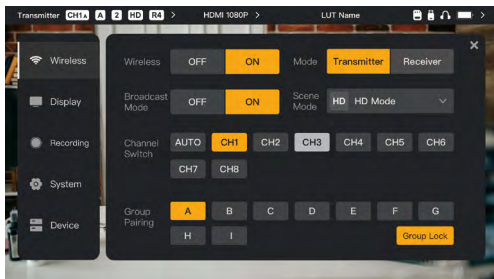 Transmitter CH1A A 2 HD R4 > HDMI 1080P > LUT Name >
Wireless
Display
Recording
System
Device
Wireless OFF ON Mode Transmitter Receiver
Broadcast Mode OFF ON Scene Mode HD HD Mode
Channel Switch AUTO CH1 CH2 CH3 CH4 CH5 CH6
CH7 CH8
Group Pairing A B C D E F G
H I Group Lock